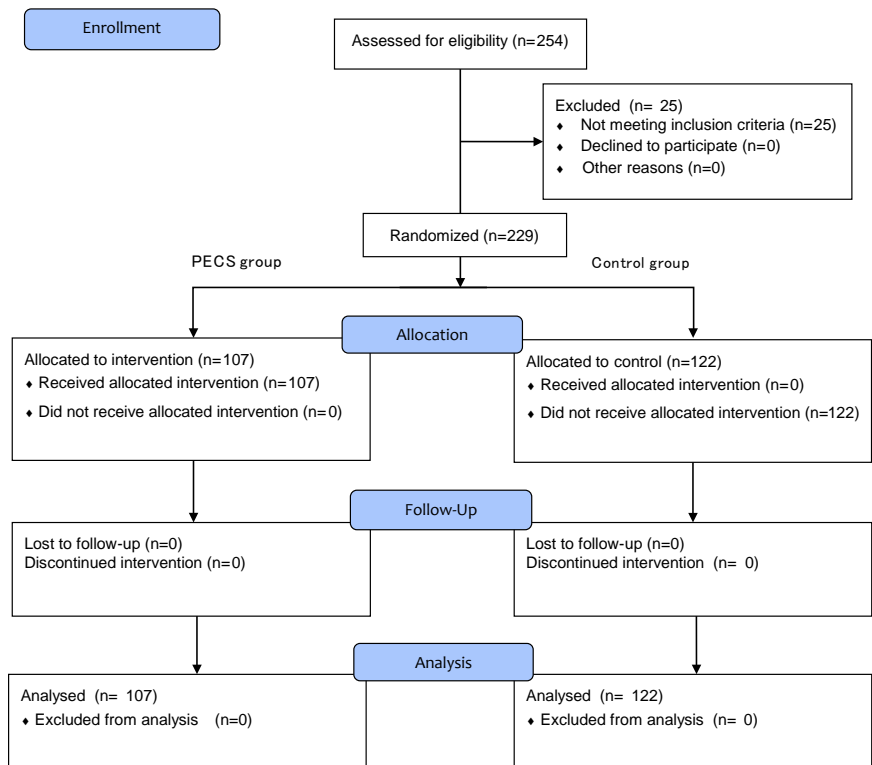 Enrollment
Assessed for eligibility (n=254)
Excluded (n= 25)
♦ Not meeting inclusion criteria (n=25)
♦ Declined to participate (n=0)
♦ Other reasons (n=0)
Randomized (n=229)
PECS group
Control group
Allocation
Allocated to intervention (n=107)
♦ Received allocated intervention (n=107)
♦ Did not receive allocated intervention (n=0)
Allocated to control (n=122)
♦ Received allocated intervention (n=0)
♦ Did not receive allocated intervention (n=122)
Follow-Up
Lost to follow-up (n=0)
Discontinued intervention (n=0)
Lost to follow-up (n=0)
Discontinued intervention (n= 0)
Analysis
Analysed (n= 107)
♦ Excluded from analysis (n=0)
Analysed (n= 122)
♦ Excluded from analysis (n= 0)